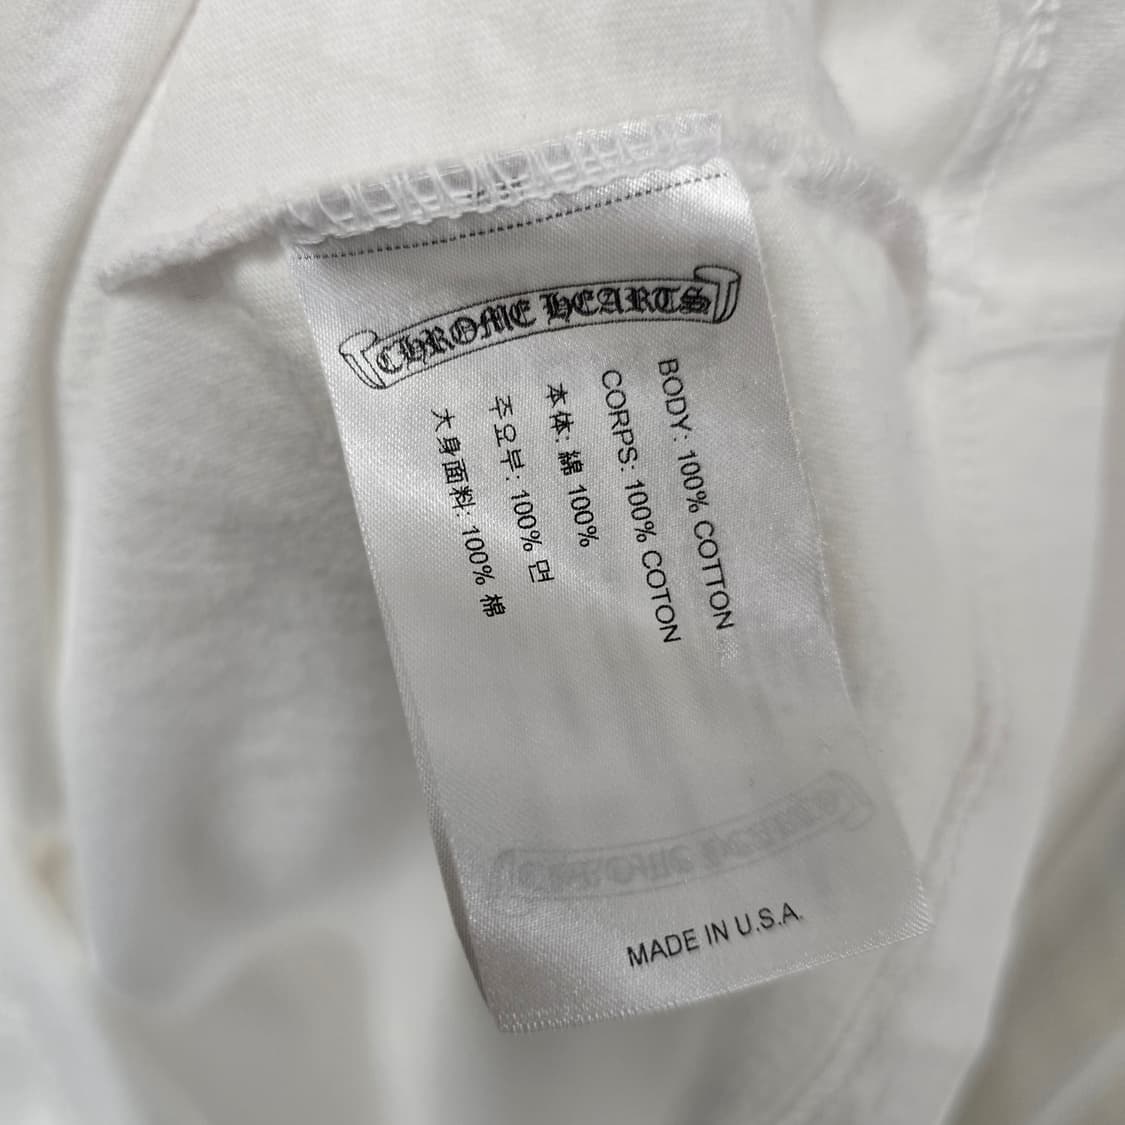 CHROME HEARTS
BODY: 100% COTTON
CORPS: 100% COTON
本体: 綿 100%
주요부: 100% 면
大身面料: 100% 棉
MADE IN U.S.A.